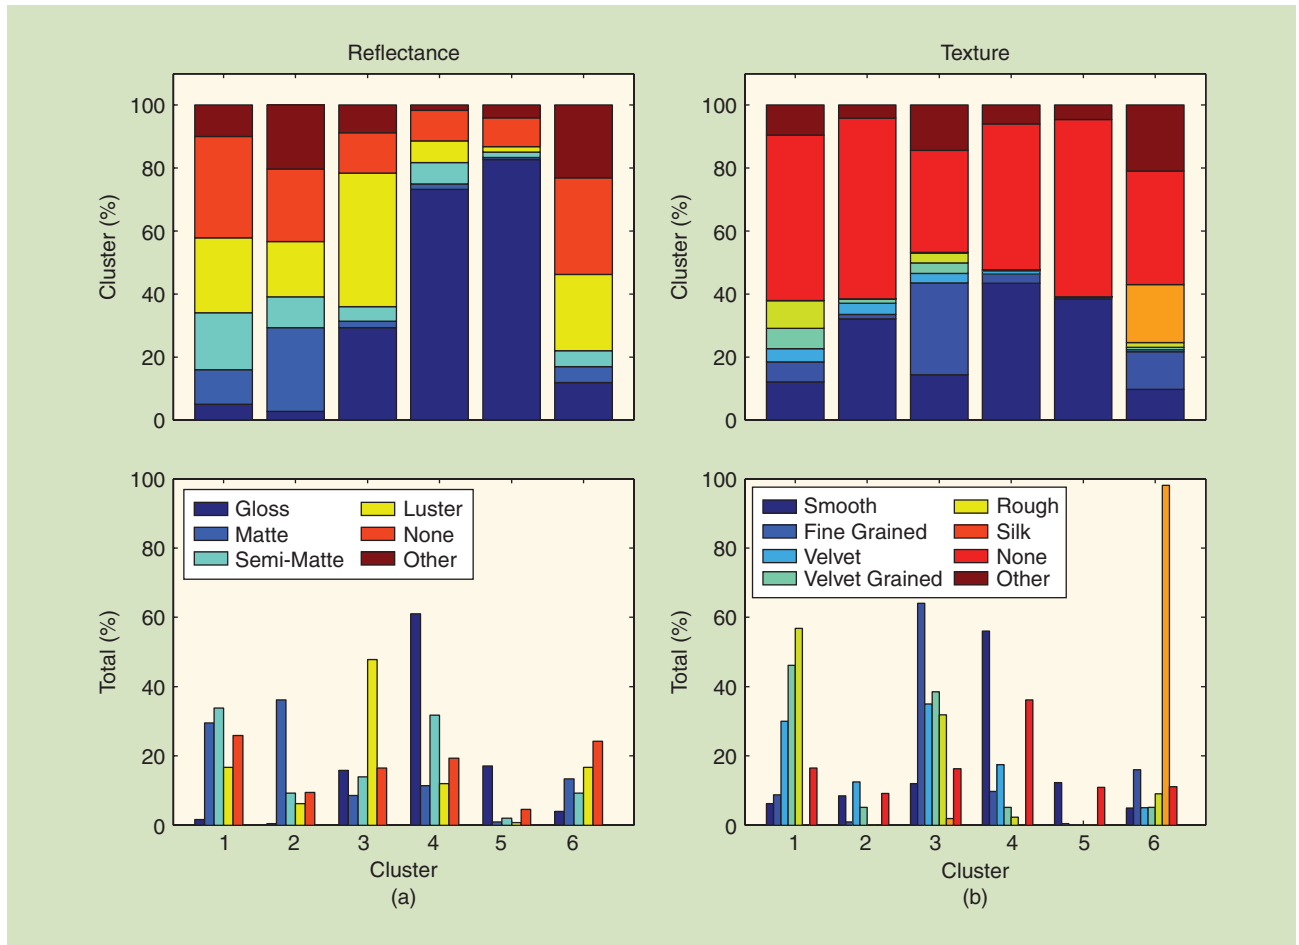 Reflectance
Texture
100
80
60
40
20
0
Cluster (%)
100
80
60
40
20
0
Cluster (%)
100
80
60
40
20
0
Total (%)
Gloss
Matte
Semi-Matte
Luster
None
Other
1 2 3 4 5 6
Cluster
(a)
100
80
60
40
20
0
Total (%)
Smooth
Fine Grained
Velvet
Velvet Grained
Rough
Silk
None
Other
1 2 3 4 5 6
Cluster
(b)